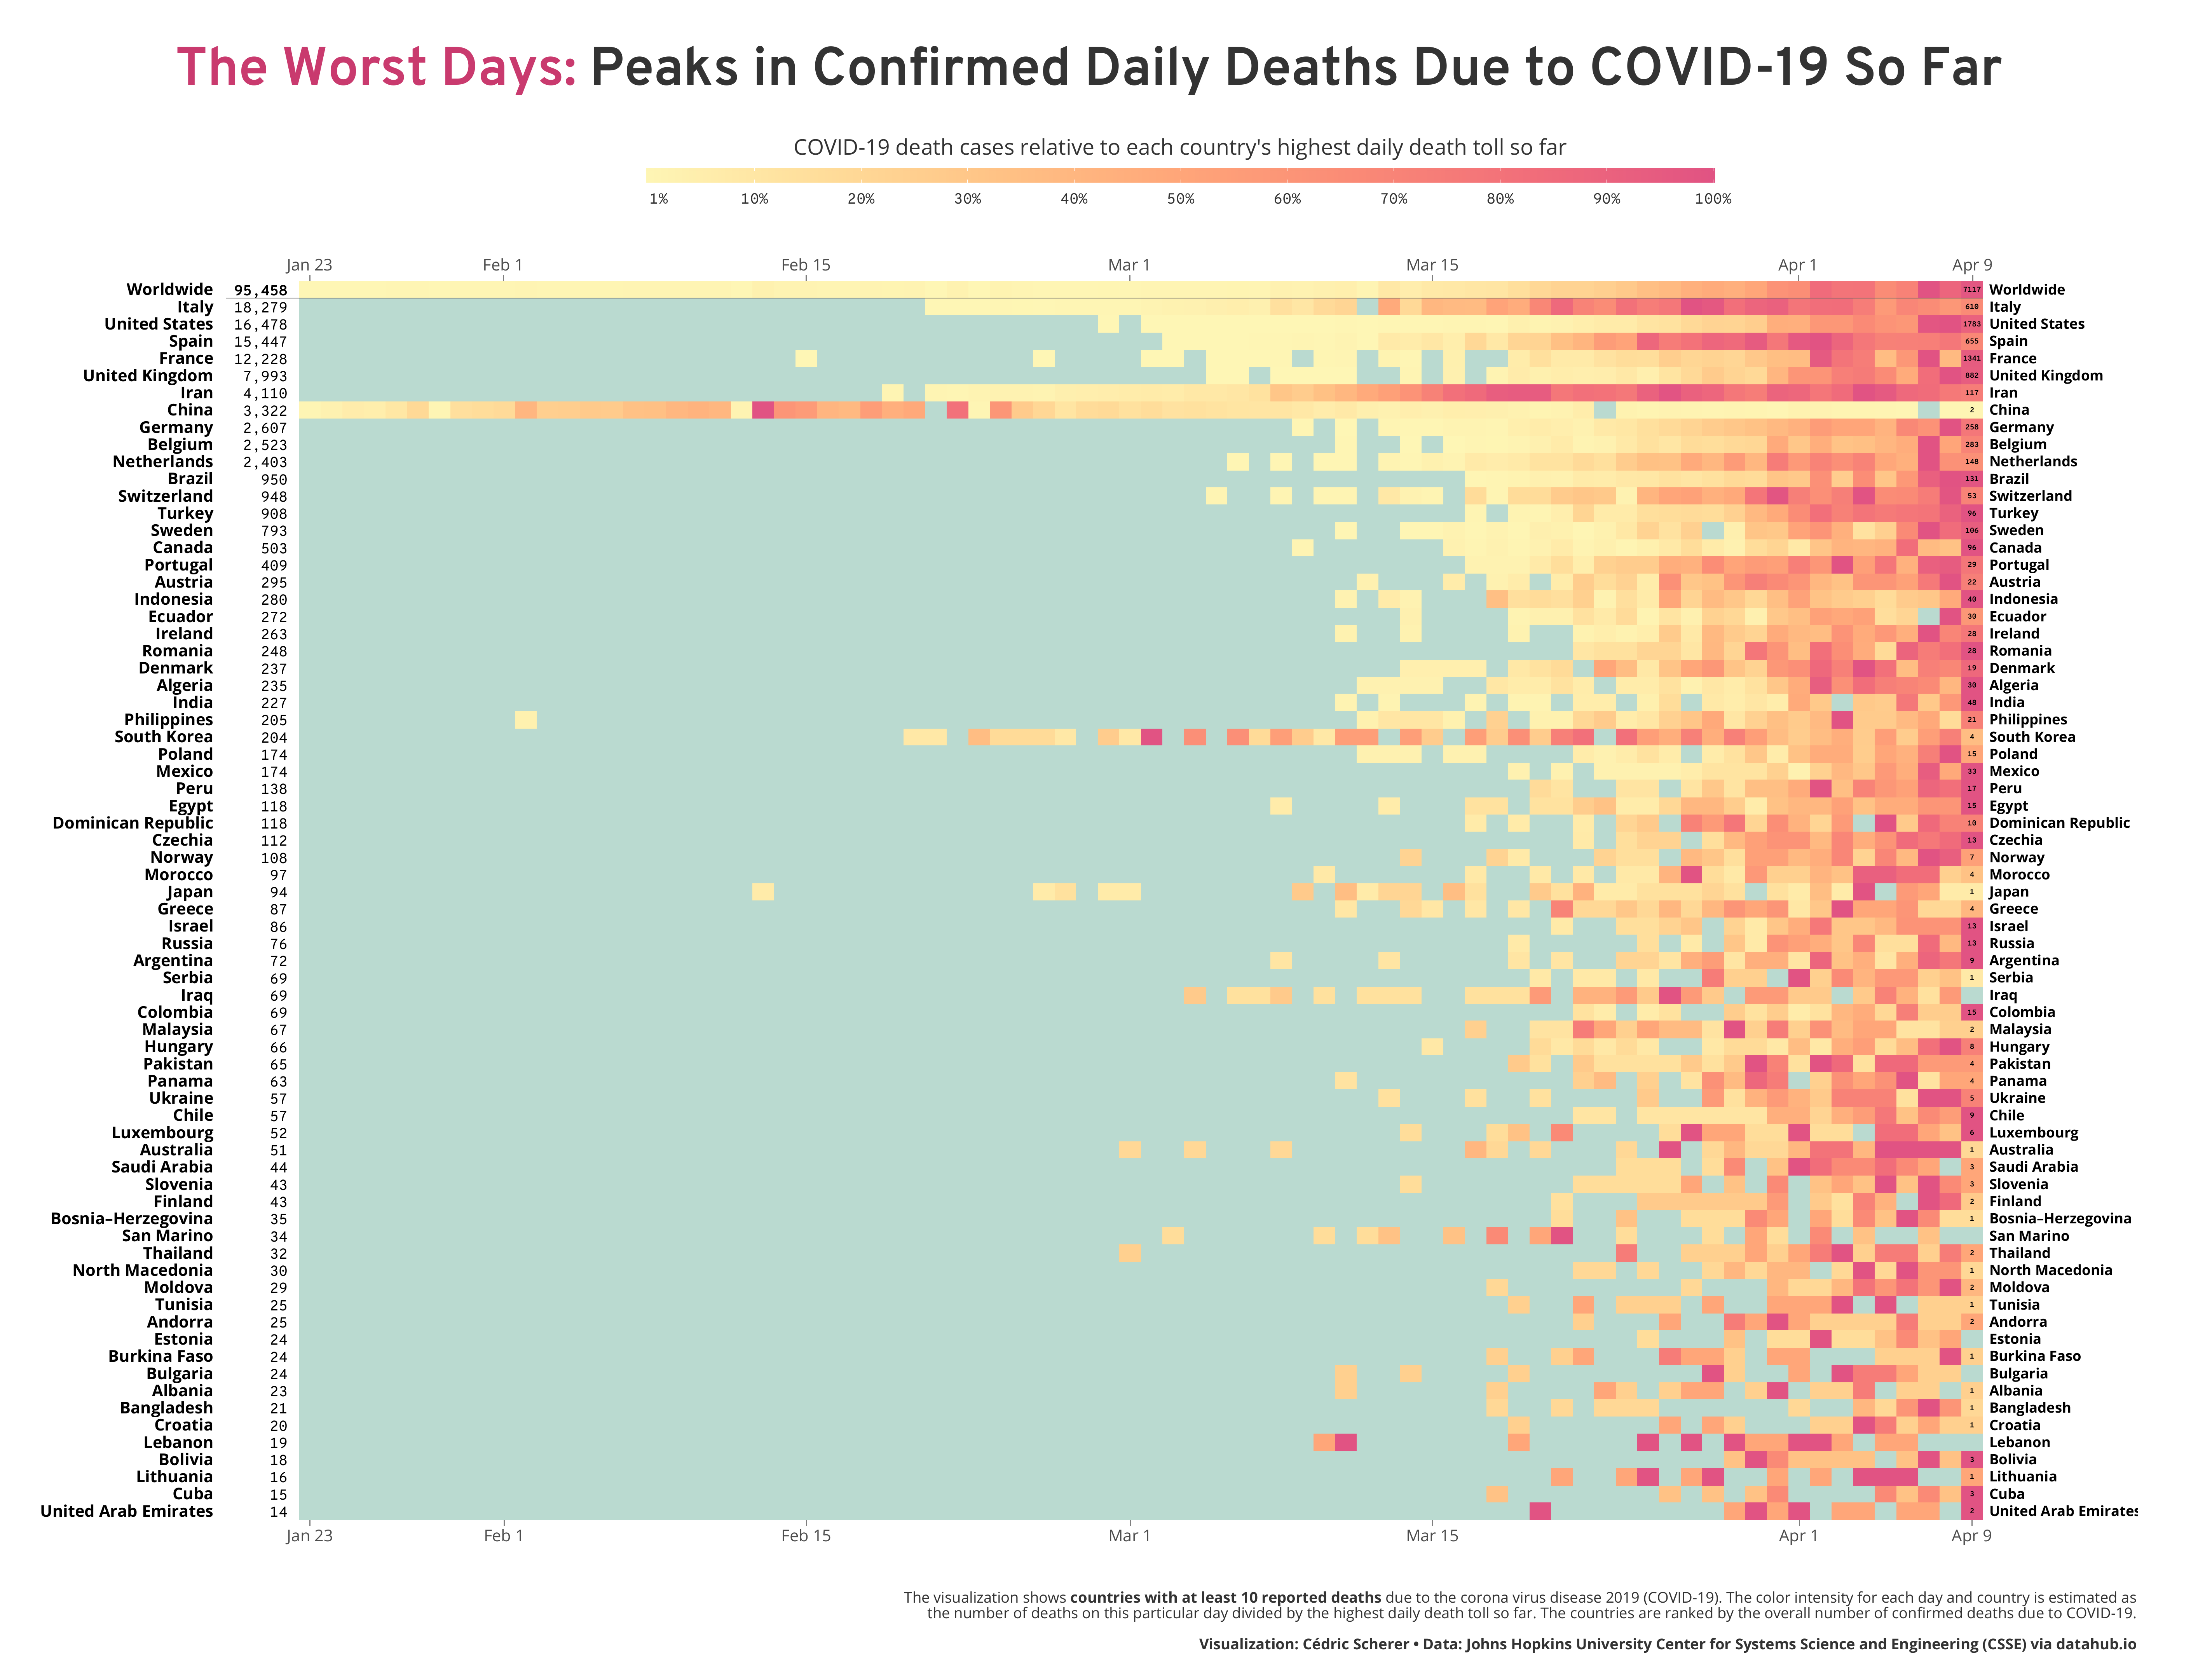 The Worst Days: Peaks in Confirmed Daily Deaths Due to COVID-19 So Far
COVID-19 death cases relative to each country's highest daily death toll so far
1% 10% 20% 30% 40% 50% 60% 70% 80% 90% 100%
Jan 23 Feb 1 Feb 15 Mar 1 Mar 15 Apr 1 Apr 9
Worldwide 95,458 7117 Worldwide
Italy 18,279 610 Italy
United States 16,478 1783 United States
Spain 15,447 655 Spain
France 12,228 1341 France
United Kingdom 7,993 882 United Kingdom
Iran 4,110 117 Iran
China 3,322 2 China
Germany 2,607 258 Germany
Belgium 2,523 283 Belgium
Netherlands 2,403 148 Netherlands
Brazil 950 131 Brazil
Switzerland 948 53 Switzerland
Turkey 908 96 Turkey
Sweden 793 106 Sweden
Canada 503 96 Canada
Portugal 409 29 Portugal
Austria 295 22 Austria
Indonesia 280 40 Indonesia
Ecuador 272 30 Ecuador
Ireland 263 28 Ireland
Romania 248 28 Romania
Denmark 237 19 Denmark
Algeria 235 30 Algeria
India 227 48 India
Philippines 205 21 Philippines
South Korea 204 4 South Korea
Poland 174 15 Poland
Mexico 174 33 Mexico
Peru 138 17 Peru
Egypt 118 15 Egypt
Dominican Republic 118 10 Dominican Republic
Czechia 112 13 Czechia
Norway 108 7 Norway
Morocco 97 4 Morocco
Japan 94 1 Japan
Greece 87 4 Greece
Israel 86 13 Israel
Russia 76 13 Russia
Argentina 72 9 Argentina
Serbia 69 1 Serbia
Iraq 69 Iraq
Colombia 69 15 Colombia
Malaysia 67 2 Malaysia
Hungary 66 8 Hungary
Pakistan 65 4 Pakistan
Panama 63 4 Panama
Ukraine 57 5 Ukraine
Chile 57 9 Chile
Luxembourg 52 6 Luxembourg
Australia 51 1 Australia
Saudi Arabia 44 3 Saudi Arabia
Slovenia 43 3 Slovenia
Finland 43 2 Finland
Bosnia–Herzegovina 35 1 Bosnia–Herzegovina
San Marino 34 San Marino
Thailand 32 2 Thailand
North Macedonia 30 1 North Macedonia
Moldova 29 2 Moldova
Tunisia 25 1 Tunisia
Andorra 25 2 Andorra
Estonia 24 Estonia
Burkina Faso 24 1 Burkina Faso
Bulgaria 24 Bulgaria
Albania 23 1 Albania
Bangladesh 21 1 Bangladesh
Croatia 20 1 Croatia
Lebanon 19 Lebanon
Bolivia 18 3 Bolivia
Lithuania 16 1 Lithuania
Cuba 15 3 Cuba
United Arab Emirates 14 2 United Arab Emirates
Jan 23 Feb 1 Feb 15 Mar 1 Mar 15 Apr 1 Apr 9
The visualization shows countries with at least 10 reported deaths due to the corona virus disease 2019 (COVID-19). The color intensity for each day and country is estimated as
the number of deaths on this particular day divided by the highest daily death toll so far. The countries are ranked by the overall number of confirmed deaths due to COVID-19.
Visualization: Cédric Scherer • Data: Johns Hopkins University Center for Systems Science and Engineering (CSSE) via datahub.io